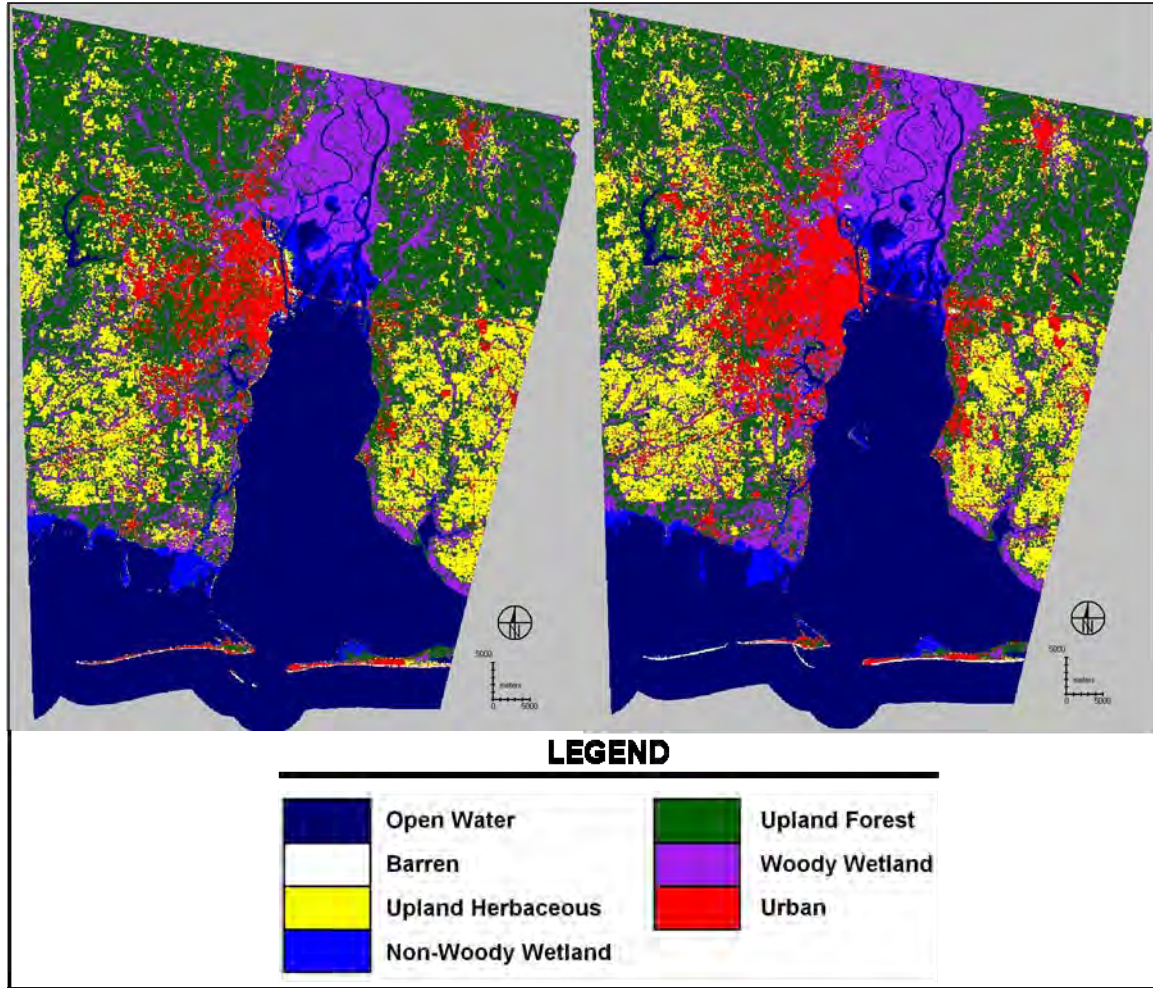 N
5000
meters
0 5000
N
5000
meters
0 5000
LEGEND
Open Water
Barren
Upland Herbaceous
Non-Woody Wetland
Upland Forest
Woody Wetland
Urban